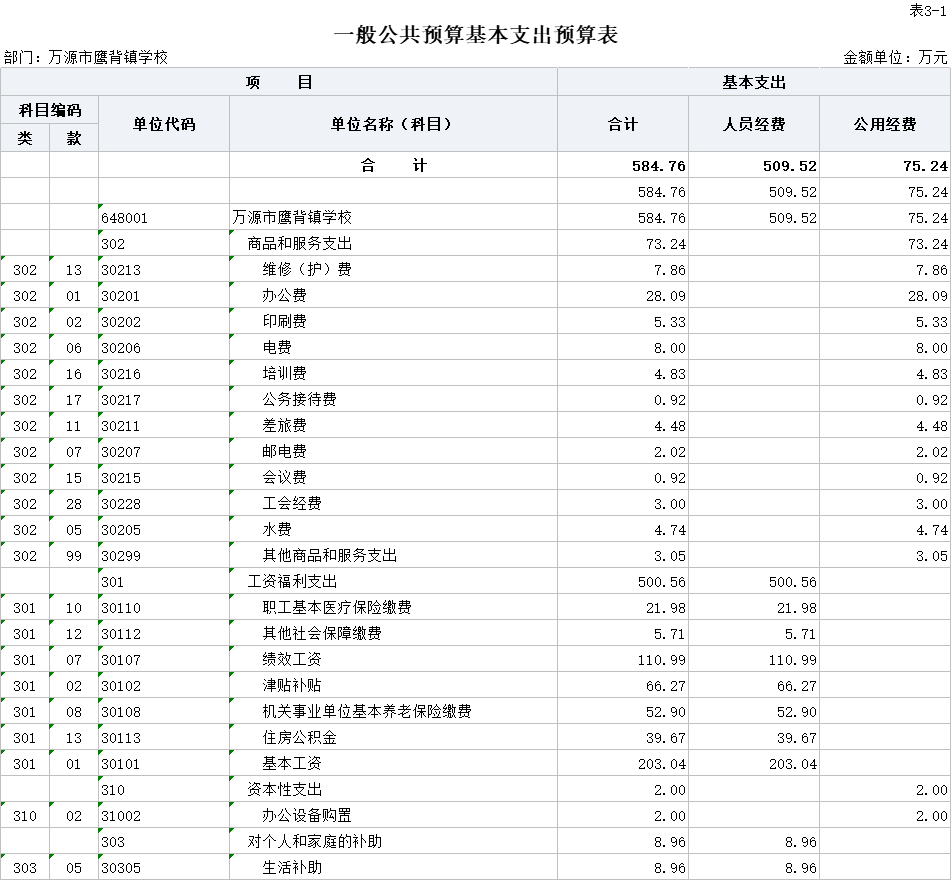 表3-1
一般公共预算基本支出预算表
部门：万源市鹰背镇学校 金额单位：万元
项 目 基本支出
科目编码 单位代码 单位名称（科目） 合计 人员经费 公用经费
类 款
合 计 584.76 509.52 75.24
584.76 509.52 75.24
648001 万源市鹰背镇学校 584.76 509.52 75.24
302 商品和服务支出 73.24 73.24
302 13 30213 维修（护）费 7.86 7.86
302 01 30201 办公费 28.09 28.09
302 02 30202 印刷费 5.33 5.33
302 06 30206 电费 8.00 8.00
302 16 30216 培训费 4.83 4.83
302 17 30217 公务接待费 0.92 0.92
302 11 30211 差旅费 4.48 4.48
302 07 30207 邮电费 2.02 2.02
302 15 30215 会议费 0.92 0.92
302 28 30228 工会经费 3.00 3.00
302 05 30205 水费 4.74 4.74
302 99 30299 其他商品和服务支出 3.05 3.05
301 工资福利支出 500.56 500.56
301 10 30110 职工基本医疗保险缴费 21.98 21.98
301 12 30112 其他社会保障缴费 5.71 5.71
301 07 30107 绩效工资 110.99 110.99
301 02 30102 津贴补贴 66.27 66.27
301 08 30108 机关事业单位基本养老保险缴费 52.90 52.90
301 13 30113 住房公积金 39.67 39.67
301 01 30101 基本工资 203.04 203.04
310 资本性支出 2.00 2.00
310 02 31002 办公设备购置 2.00 2.00
303 对个人和家庭的补助 8.96 8.96
303 05 30305 生活补助 8.96 8.96